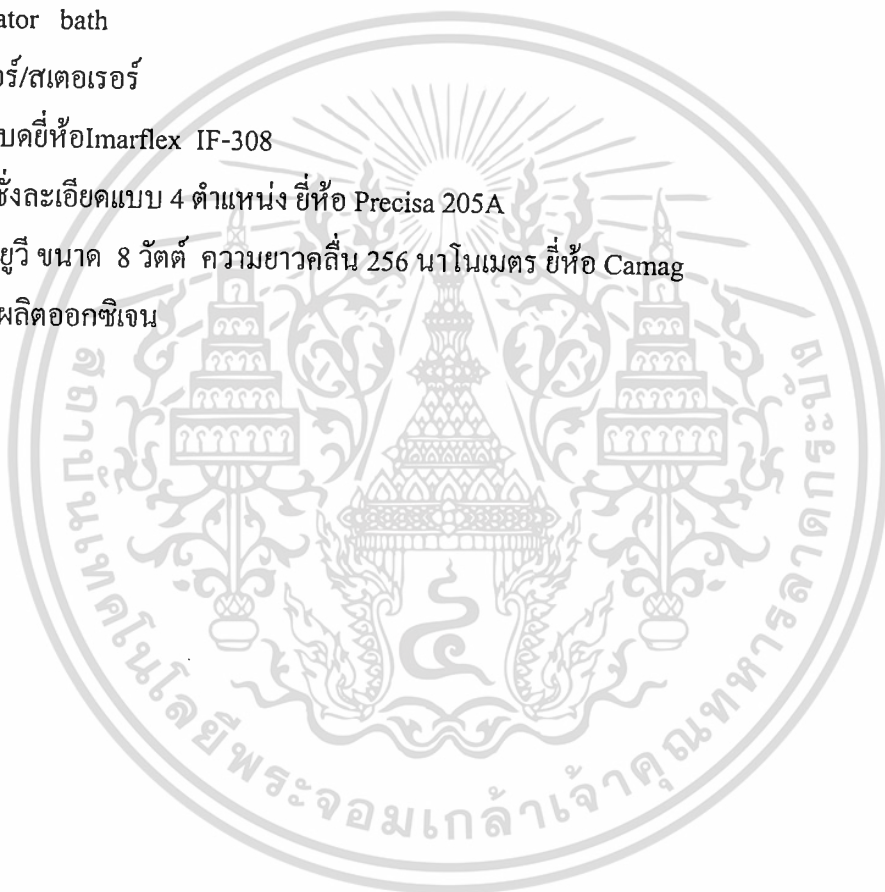 ator bath
อร์/สเตอเรอร์
บดยี่ห้อImarflex IF-308
ชั่งละเอียดแบบ 4 ตำแหน่ง ยี่ห้อ Precisa 205A
ยูวี ขนาด 8 วัตต์ ความยาวคลื่น 256 นาโนเมตร ยี่ห้อ Camag
ผลิตออกซิเจน
สถาบันเทคโนโลยีพระจอมเกล้าเจ้าคุณทหารลาดกระบัง